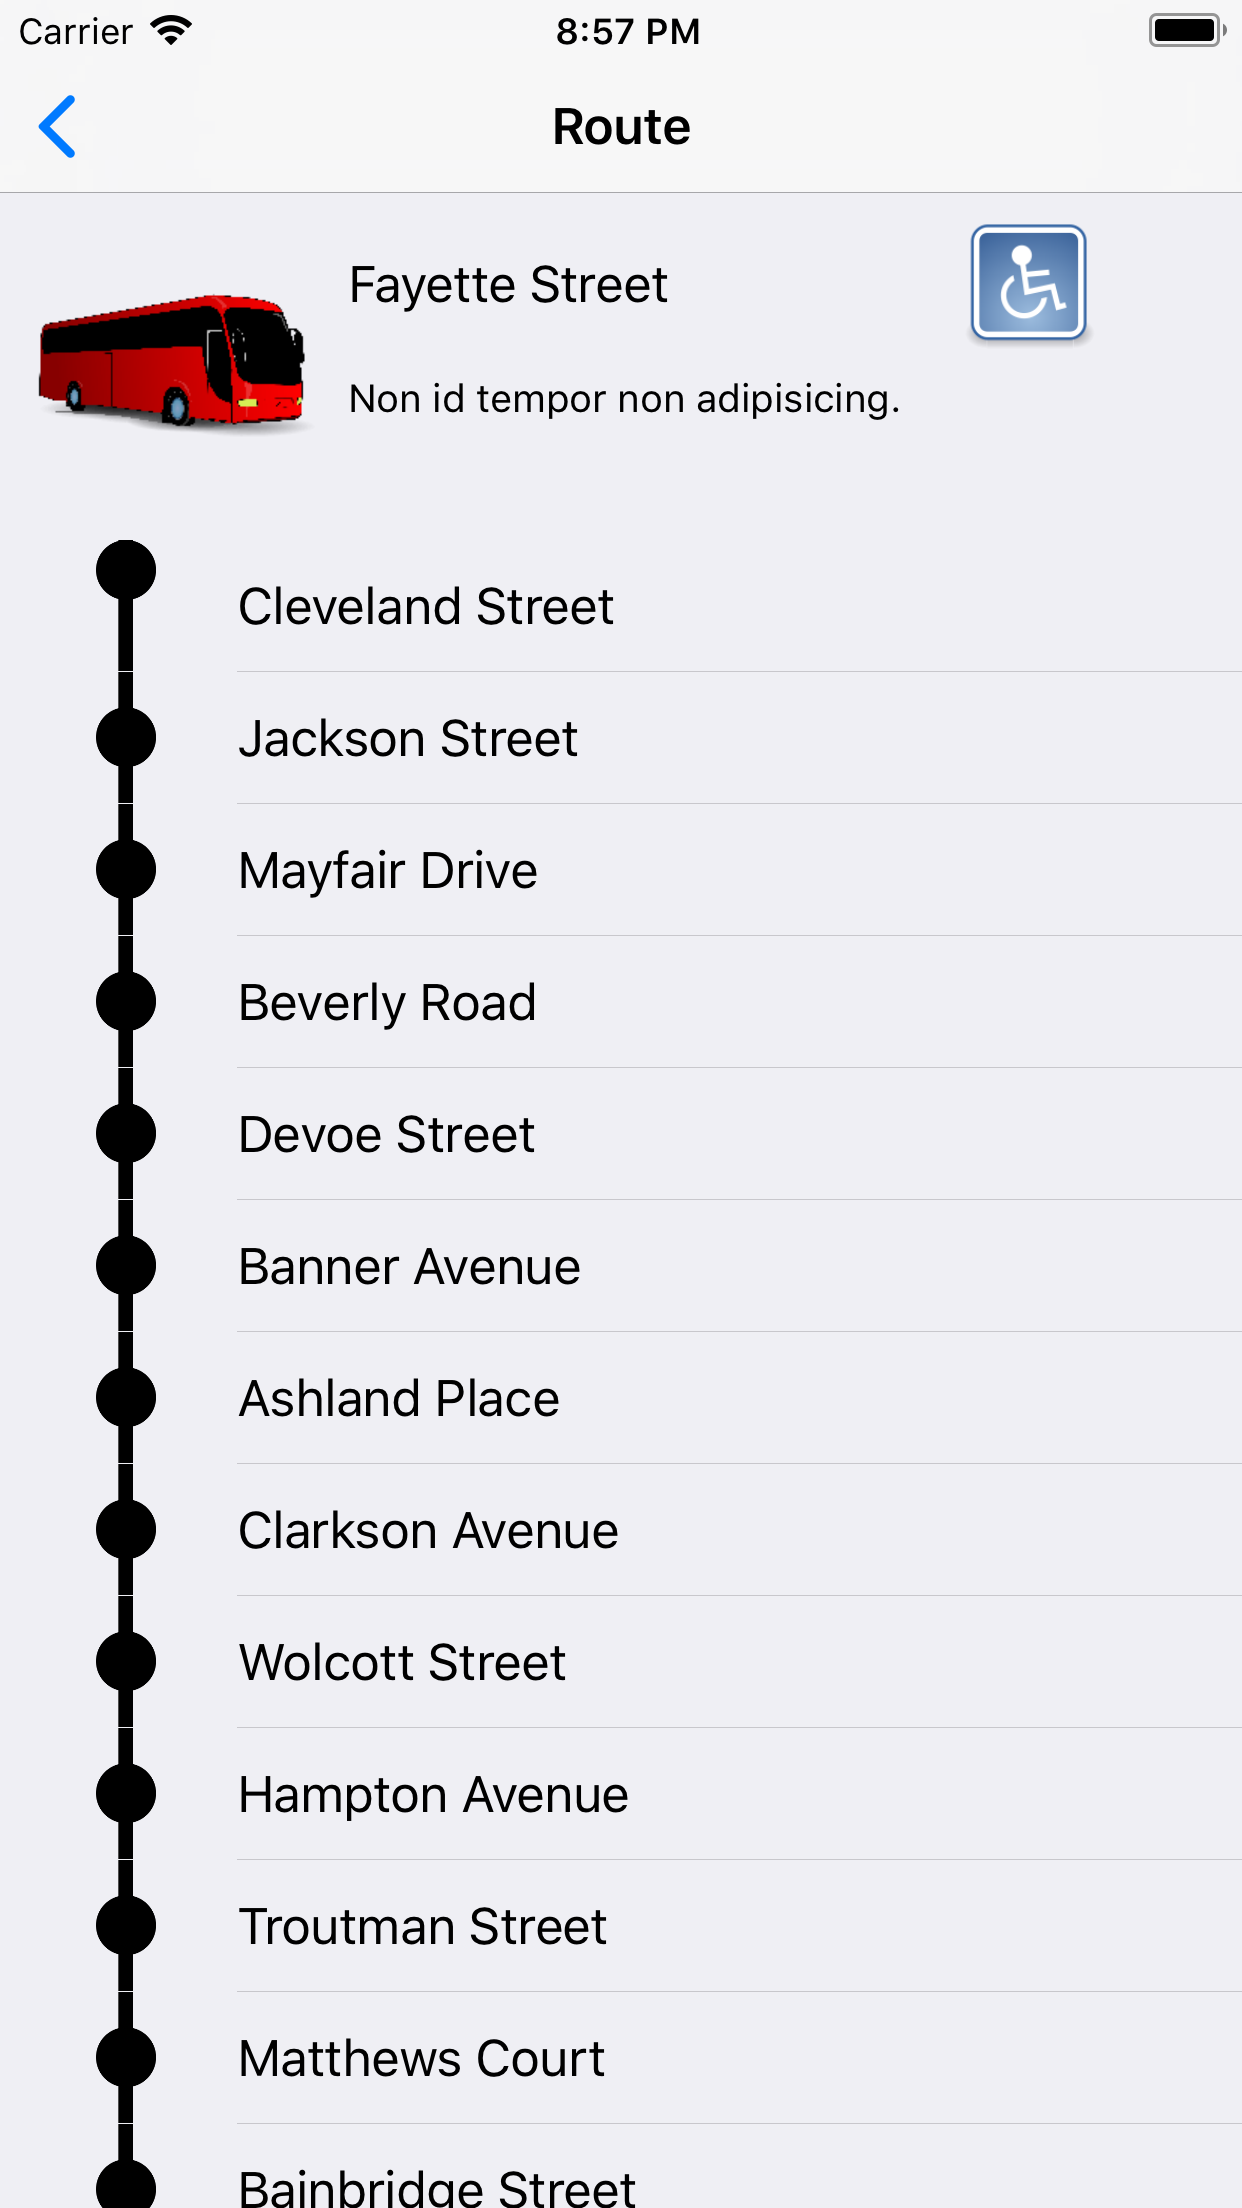 Carrier 8:57 PM
Route
Fayette Street
Non id tempor non adipisicing.
Cleveland Street
Jackson Street
Mayfair Drive
Beverly Road
Devoe Street
Banner Avenue
Ashland Place
Clarkson Avenue
Wolcott Street
Hampton Avenue
Troutman Street
Matthews Court
Bainbridge Street